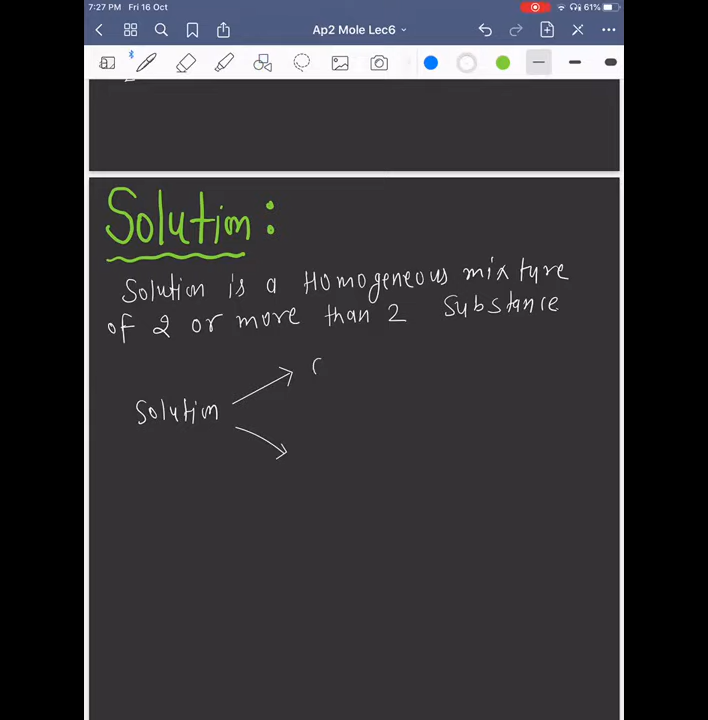 7:27 PM Fri 16 Oct
61%
Ap2 Mole Lec6
Solution:
Solution is a Homogeneous mixture
of 2 or more than 2 Substance
Solution